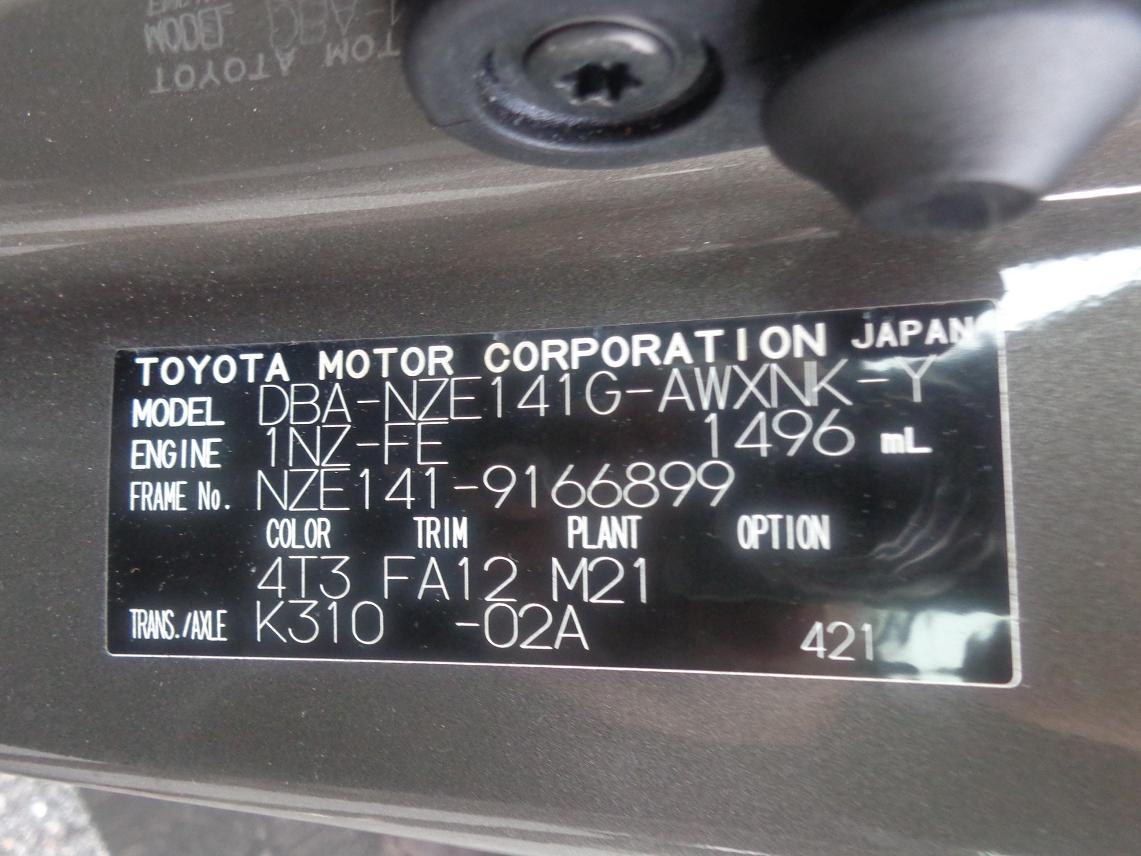 TOYOTA MOTOR CORPORATION JAPAN
MODEL DBA-NZE141G-AWXNK-Y
ENGINE 1NZ-FE 1496 mL
FRAME No. NZE141-9166899
COLOR TRIM PLANT OPTION
4T3 FA12 M21
TRANS./AXLE K310 -02A 421